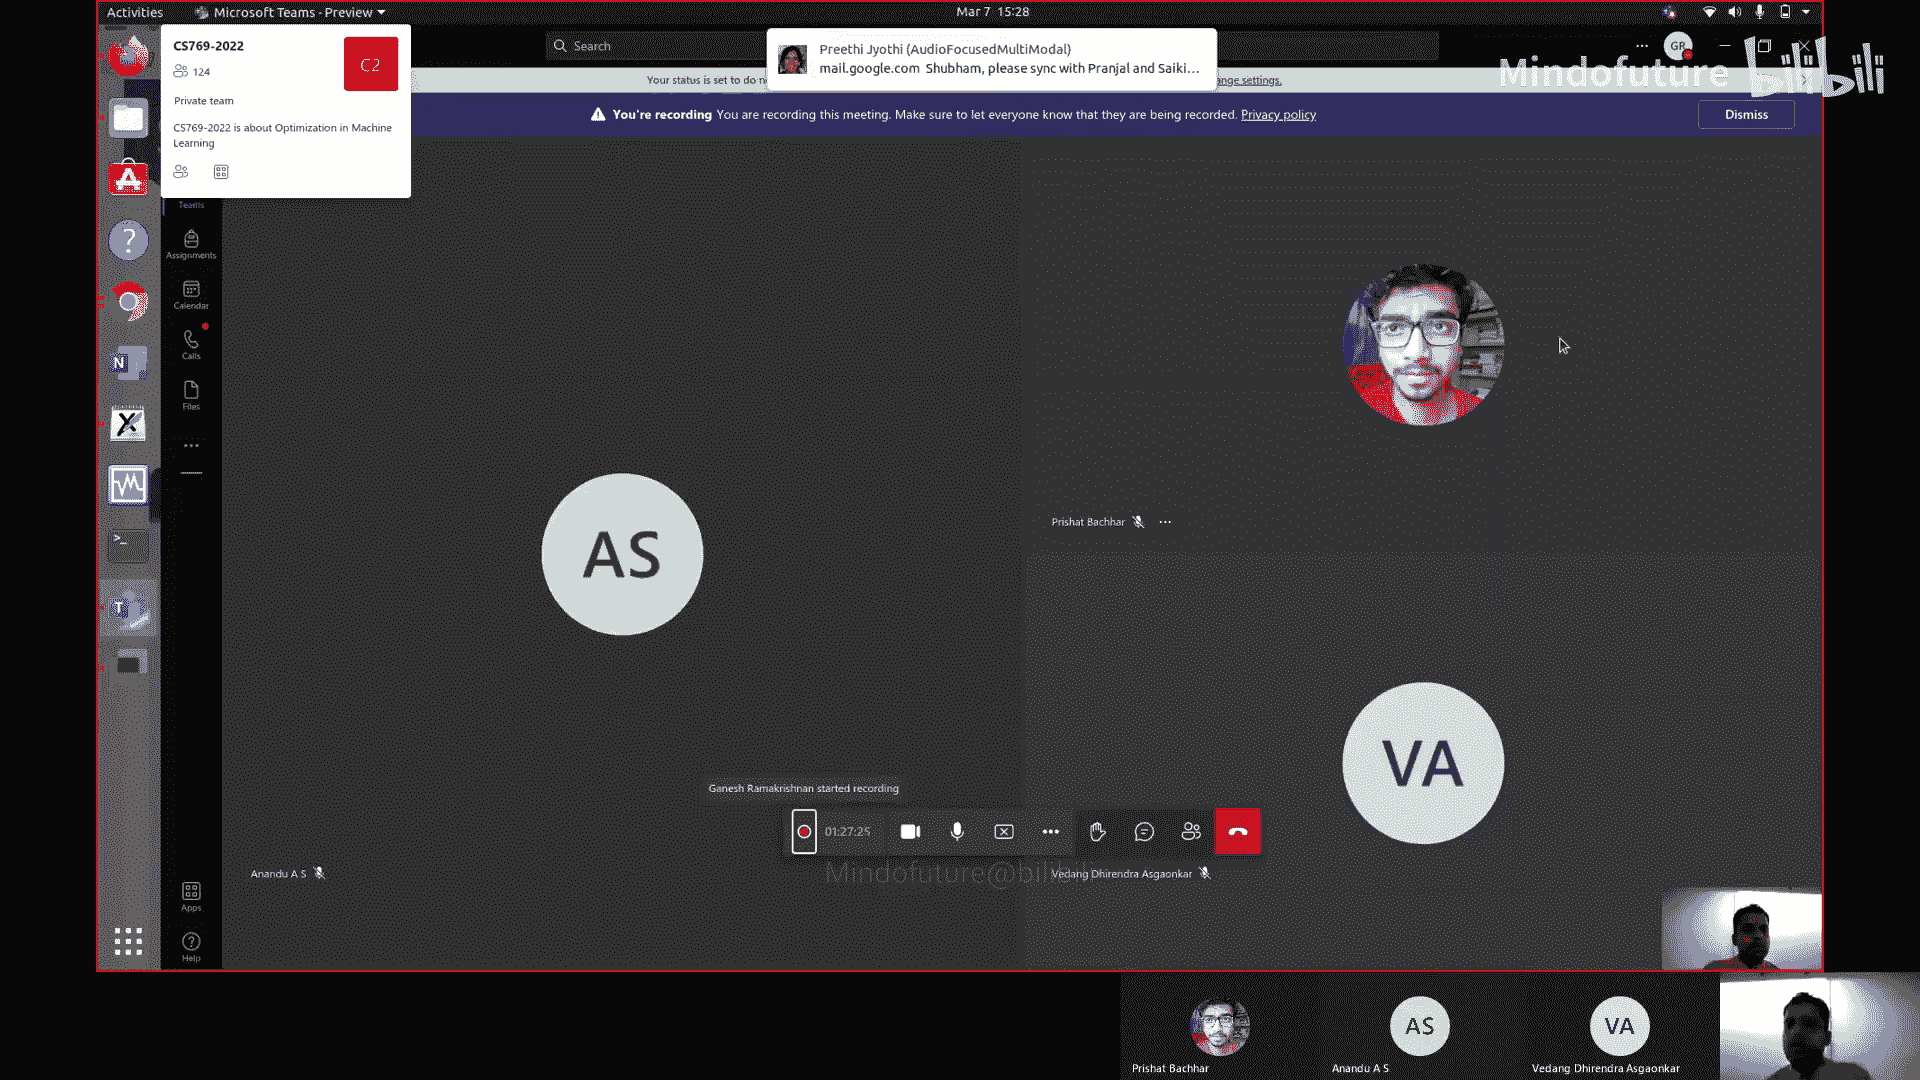 Activities
Microsoft Teams - Preview
Mar 7 15:28
CS769-2022
124
C2
Private team
CS769-2022 is about Optimization in Machine
Learning
Search
Preethi Jyothi (AudioFocusedMultiModal)
mail.google.com Shubham, please sync with Pranjal and Saiki...
GR
Mindofuture
bilibili
Your status is set to do n
ange settings.
You're recording You are recording this meeting. Make sure to let everyone know that they are being recorded. Privacy policy
Dismiss
Teams
Assignments
Calendar
Calls
Files
N
X
T
AS
Prishat Bachhar
VA
Ganesh Ramakrishnan started recording
01:27:25
Anandu A S
Mindofuture@bilibili
Vedang Dhirendra Asgaonkar
Apps
Help
AS
VA
Prishat Bachhar
Anandu A S
Vedang Dhirendra Asgaonkar